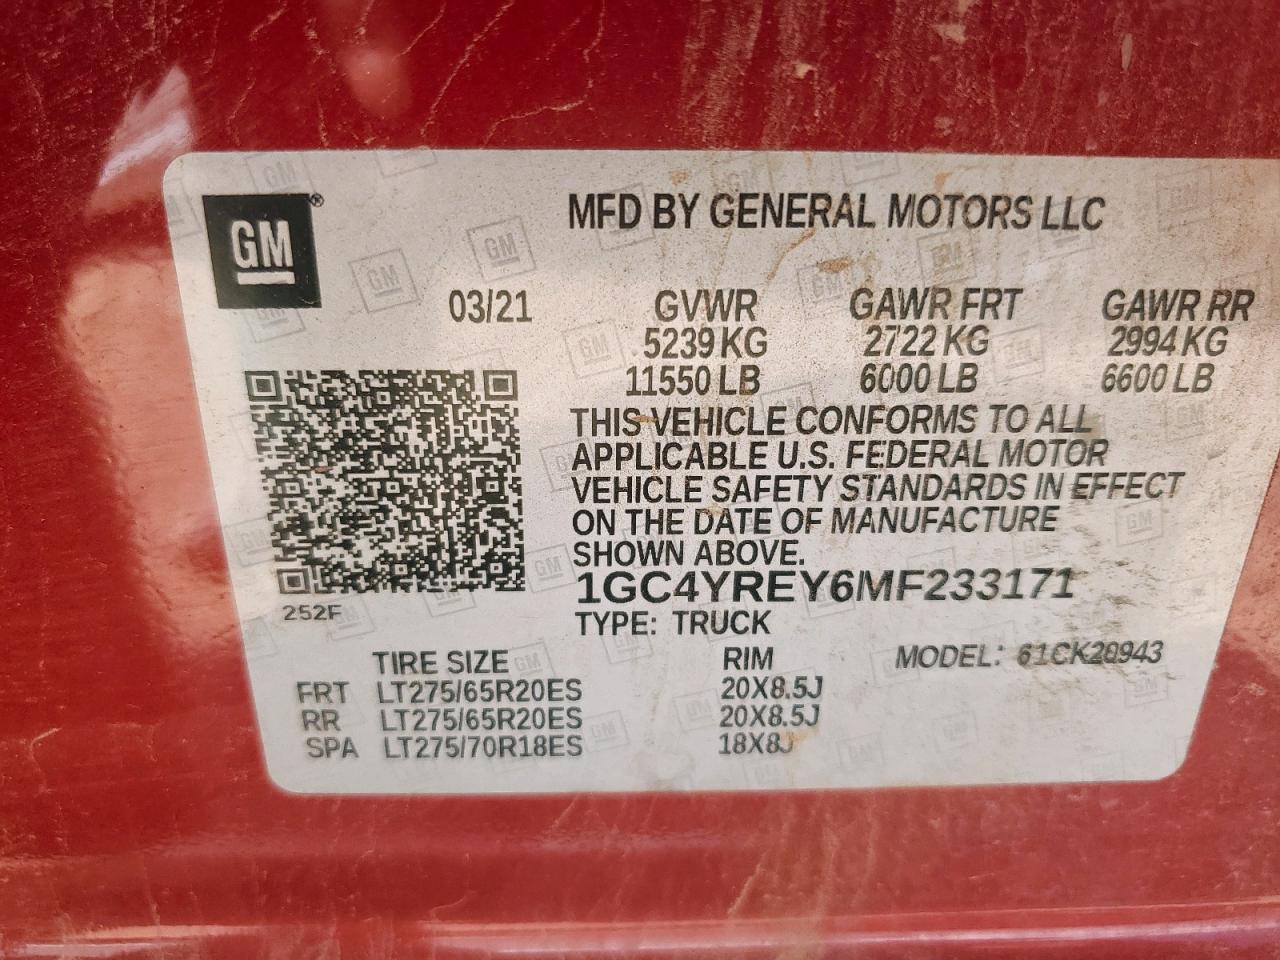 GM®
MFD BY GENERAL MOTORS LLC
03/21 GVWR GAWR FRT GAWR RR
5239 KG 2722 KG 2994 KG
11550 LB 6000 LB 6600 LB
THIS VEHICLE CONFORMS TO ALL
APPLICABLE U.S. FEDERAL MOTOR
VEHICLE SAFETY STANDARDS IN EFFECT
ON THE DATE OF MANUFACTURE
SHOWN ABOVE.
1GC4YREY6MF233171
252F
TYPE: TRUCK
TIRE SIZE RIM MODEL: 61CK20943
FRT LT275/65R20ES 20X8.5J
RR LT275/65R20ES 20X8.5J
SPA LT275/70R18ES 18X8J